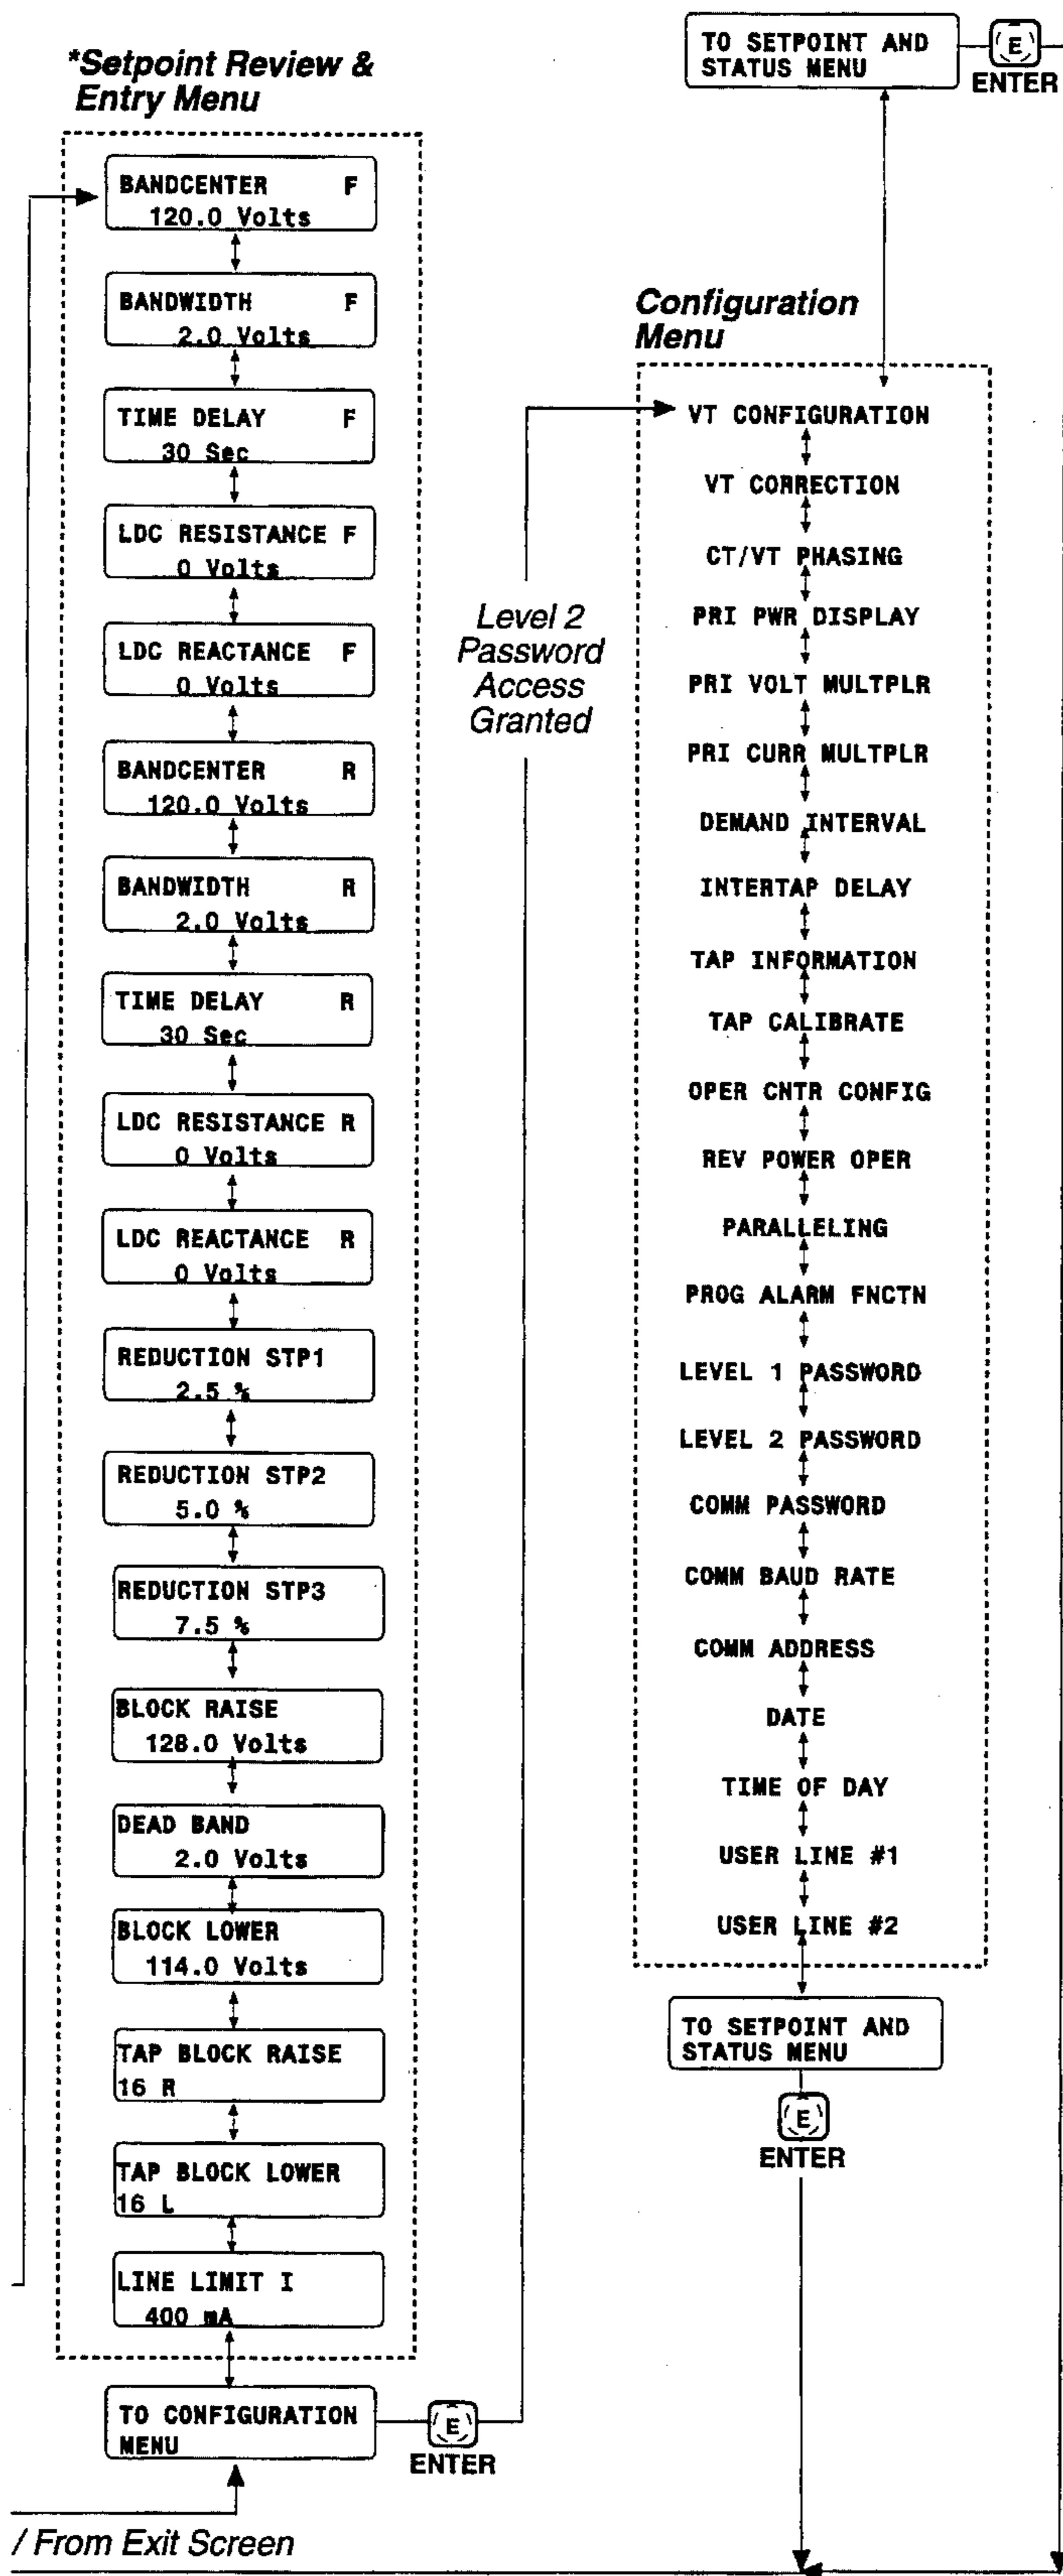 *Setpoint Review &
Entry Menu
BANDCENTER F
120.0 Volts
BANDWIDTH F
2.0 Volts
TIME DELAY F
30 Sec
LDC RESISTANCE F
0 Volts
LDC REACTANCE F
0 Volts
BANDCENTER R
120.0 Volts
BANDWIDTH R
2.0 Volts
TIME DELAY R
30 Sec
LDC RESISTANCE R
0 Volts
LDC REACTANCE R
0 Volts
REDUCTION STP1
2.5 %
REDUCTION STP2
5.0 %
REDUCTION STP3
7.5 %
BLOCK RAISE
128.0 Volts
DEAD BAND
2.0 Volts
BLOCK LOWER
114.0 Volts
TAP BLOCK RAISE
16 R
TAP BLOCK LOWER
16 L
LINE LIMIT I
400 mA
TO CONFIGURATION
MENU
E
ENTER
/ From Exit Screen
Level 2
Password
Access
Granted
TO SETPOINT AND
STATUS MENU
E
ENTER
Configuration
Menu
VT CONFIGURATION
VT CORRECTION
CT/VT PHASING
PRI PWR DISPLAY
PRI VOLT MULTPLR
PRI CURR MULTPLR
DEMAND INTERVAL
INTERTAP DELAY
TAP INFORMATION
TAP CALIBRATE
OPER CNTR CONFIG
REV POWER OPER
PARALLELING
PROG ALARM FNCTN
LEVEL 1 PASSWORD
LEVEL 2 PASSWORD
COMM PASSWORD
COMM BAUD RATE
COMM ADDRESS
DATE
TIME OF DAY
USER LINE #1
USER LINE #2
TO SETPOINT AND
STATUS MENU
E
ENTER